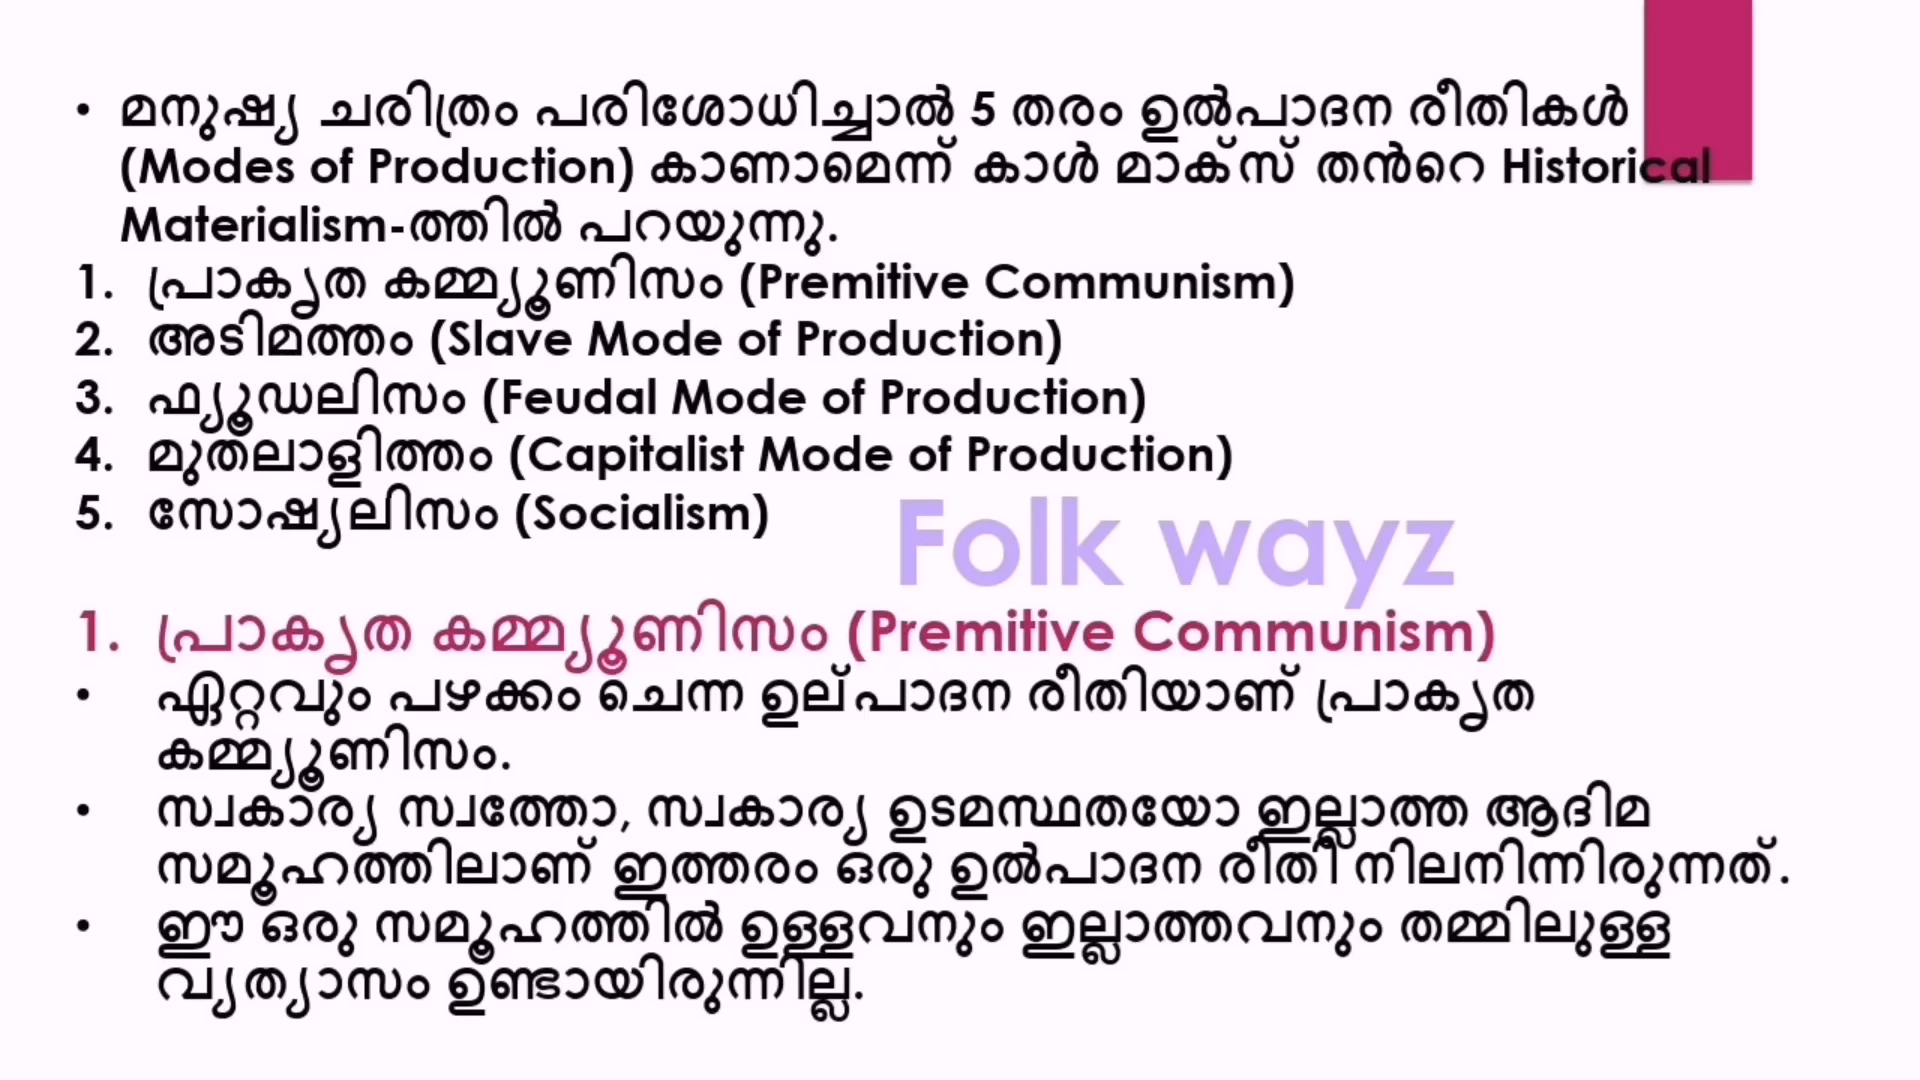 • മനുഷ്യ ചരിത്രം പരിശോധിച്ചാൽ 5 തരം ഉൽപാദന രീതികൾ
(Modes of Production) കാണാമെന്ന് കാൾ മാക്സ് തൻറെ Historical
Materialism-ത്തിൽ പറയുന്നു.
1. പ്രാകൃത കമ്മ്യൂണിസം (Premitive Communism)
2. അടിമത്തം (Slave Mode of Production)
3. ഫ്യൂഡലിസം (Feudal Mode of Production)
4. മുതലാളിത്തം (Capitalist Mode of Production)
5. സോഷ്യലിസം (Socialism)
Folk wayz
1. പ്രാകൃത കമ്മ്യൂണിസം (Premitive Communism)
• ഏറ്റവും പഴക്കം ചെന്ന ഉല്പാദന രീതിയാണ് പ്രാകൃത
കമ്മ്യൂണിസം.
• സ്വകാര്യ സ്വത്തോ, സ്വകാര്യ ഉടമസ്ഥതയോ ഇല്ലാത്ത ആദിമ
സമൂഹത്തിലാണ് ഇത്തരം ഒരു ഉൽപാദന രീതി നിലനിന്നിരുന്നത്.
• ഈ ഒരു സമൂഹത്തിൽ ഉള്ളവനും ഇല്ലാത്തവനും തമ്മിലുള്ള
വ്യത്യാസം ഉണ്ടായിരുന്നില്ല.